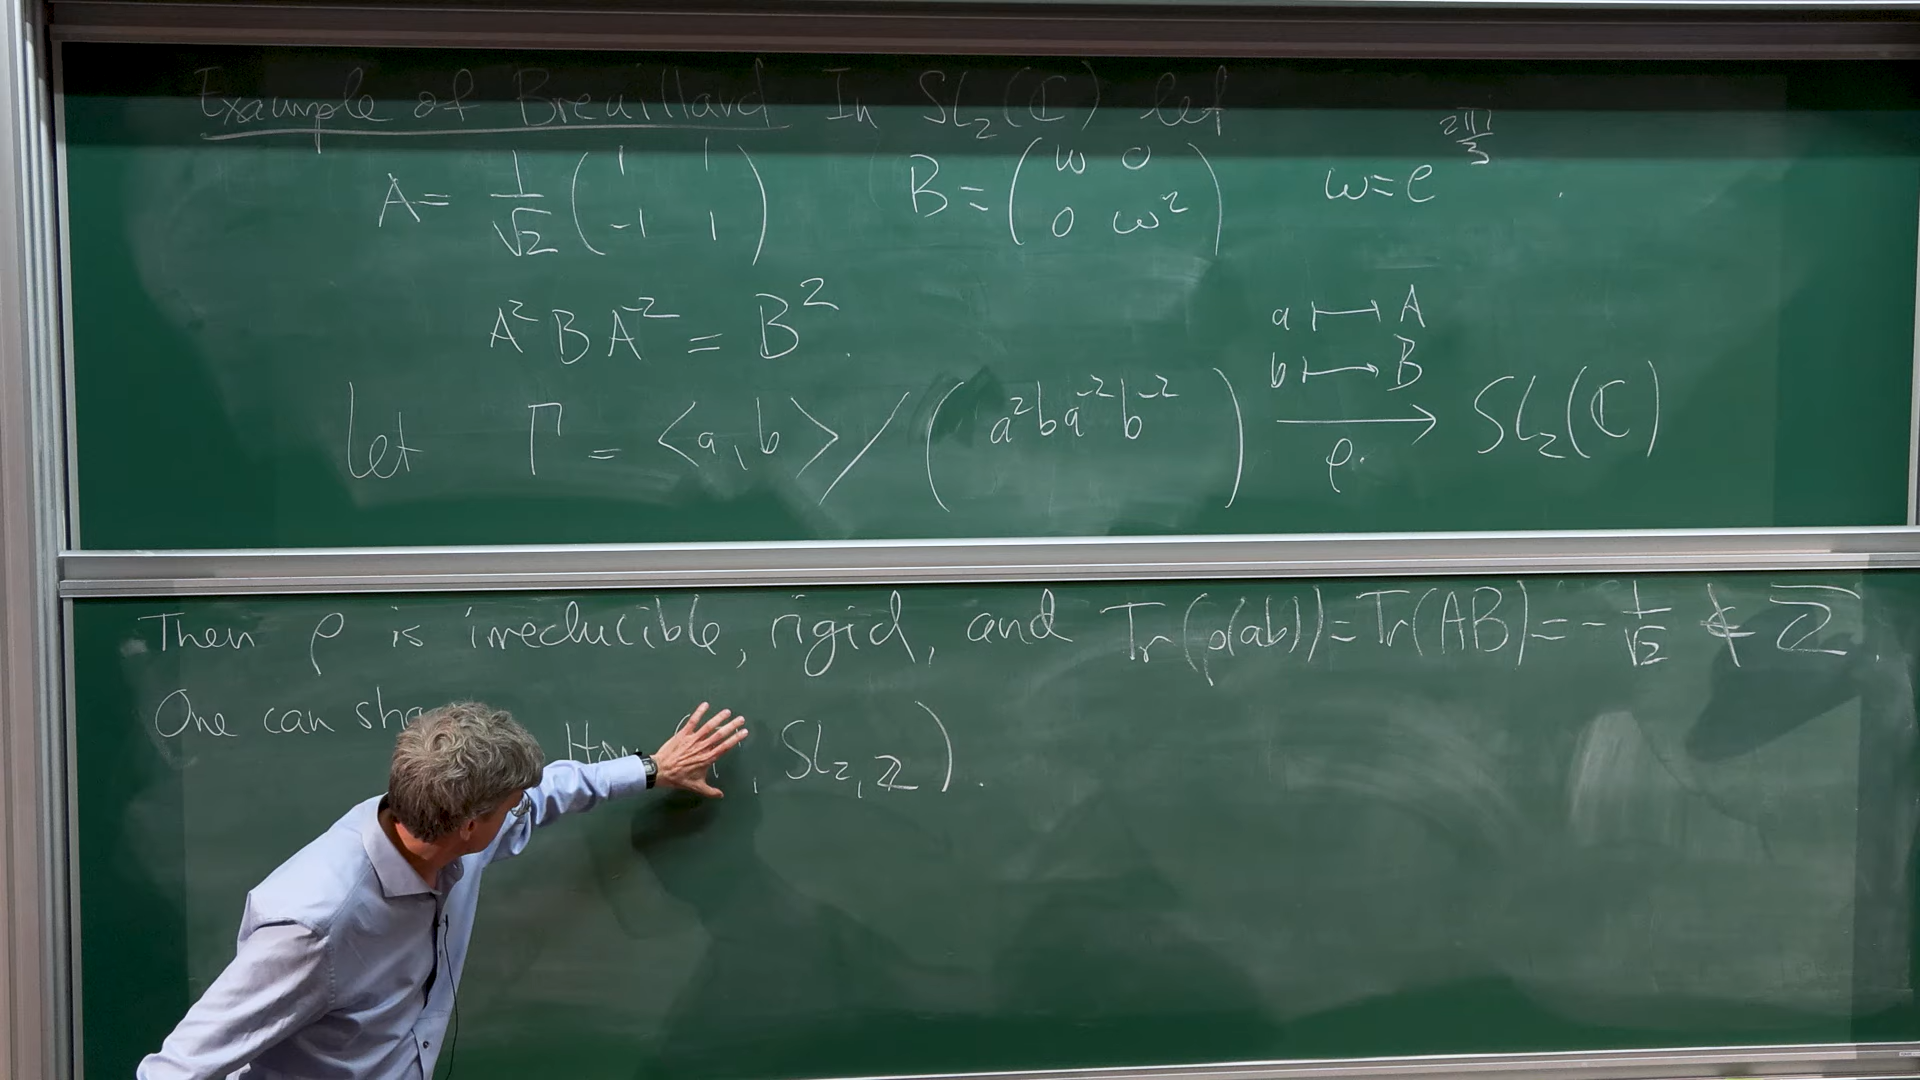 Example of Breuillard In SL₂(ℂ) let
A = 1/√2 (1 1 / -1 1) B = (ω 0 / 0 ω²) ω = e^(2πi/3) .
A²BA⁻² = B² .
a ↦ A
b ↦ B
let Γ = <a, b> / (a²ba⁻²b⁻²) →ρ. SL₂(ℂ)
Then ρ is irreducible, rigid, and Tr(ρ(ab)) = Tr(AB) = -1/√2 ∉ \overline{ℤ}.
One can , SL₂,ℤ).